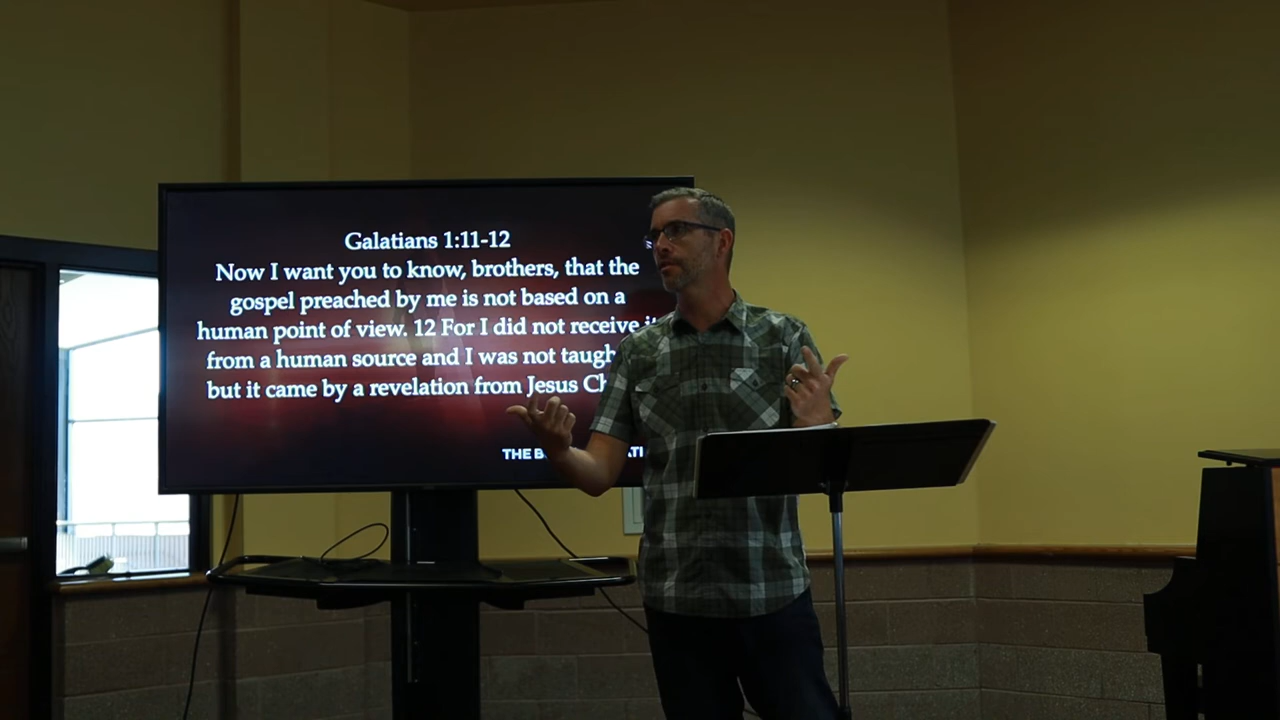 Galatians 1:11-12
Now I want you to know, brothers, that the
gospel preached by me is not based on a
human point of view. 12 For I did not receive it
from a human source and I was not taugh
but it came by a revelation from Jesus Ch
THE B